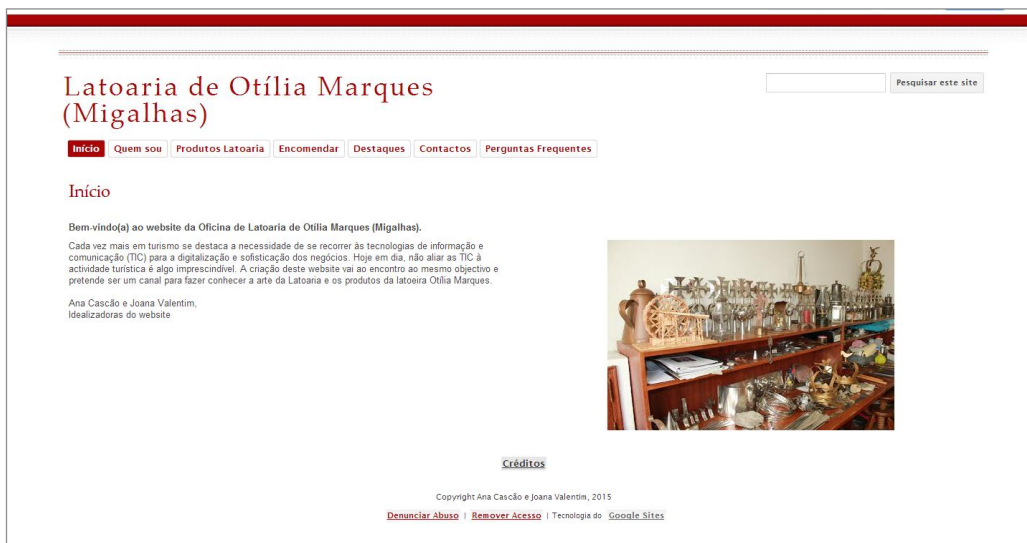 Latoaria de Otília Marques
(Migalhas)
Pesquisar este site
Início Quem sou Produtos Latoaria Encomendar Destaques Contactos Perguntas Frequentes
Início
Bem-vindo(a) ao website da Oficina de Latoaria de Otília Marques (Migalhas).
Cada vez mais em turismo se destaca a necessidade de se recorrer às tecnologias de informação e
comunicação (TIC) para a digitalização e sofisticação dos negócios. Hoje em dia, não aliar as TIC à
actividade turística é algo imprescindível. A criação deste website vai ao encontro ao mesmo objectivo e
pretende ser um canal para fazer conhecer a arte da Latoaria e os produtos da latoeira Otília Marques.
Ana Cascão e Joana Valentim,
Idealizadoras do website
Créditos
Copyright Ana Cascão e Joana Valentim, 2015
Denunciar Abuso | Remover Acesso | Tecnologia do Google Sites